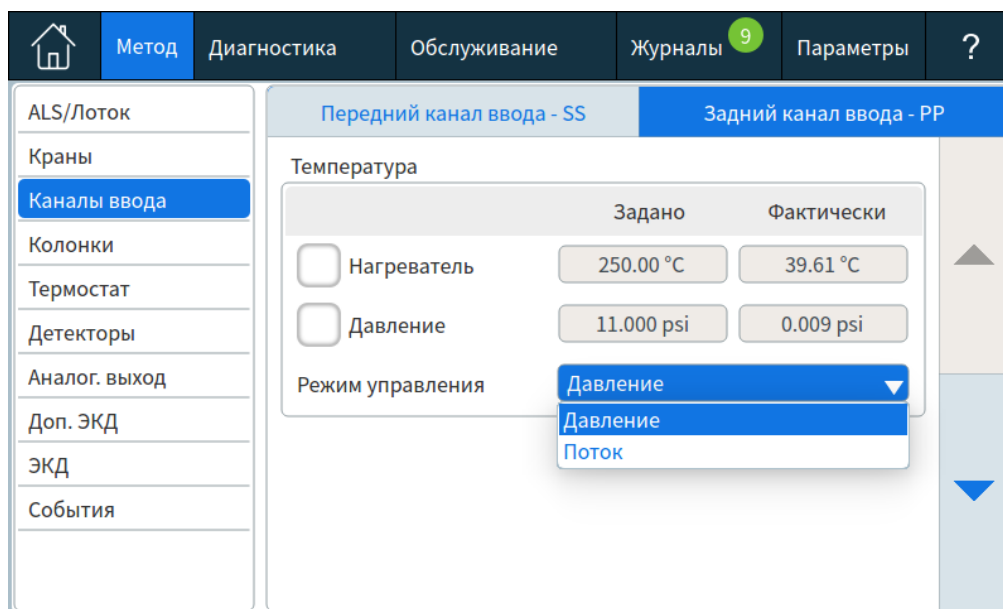 Метод
Диагностика
Обслуживание
Журналы 9
Параметры
?
ALS/Лоток
Краны
Каналы ввода
Колонки
Термостат
Детекторы
Аналог. выход
Доп. ЭКД
ЭКД
События
Передний канал ввода - SS
Задний канал ввода - PP
Температура
Задано Фактически
Нагреватель 250.00 °C 39.61 °C
Давление 11.000 psi 0.009 psi
Режим управления Давление
Давление
Поток